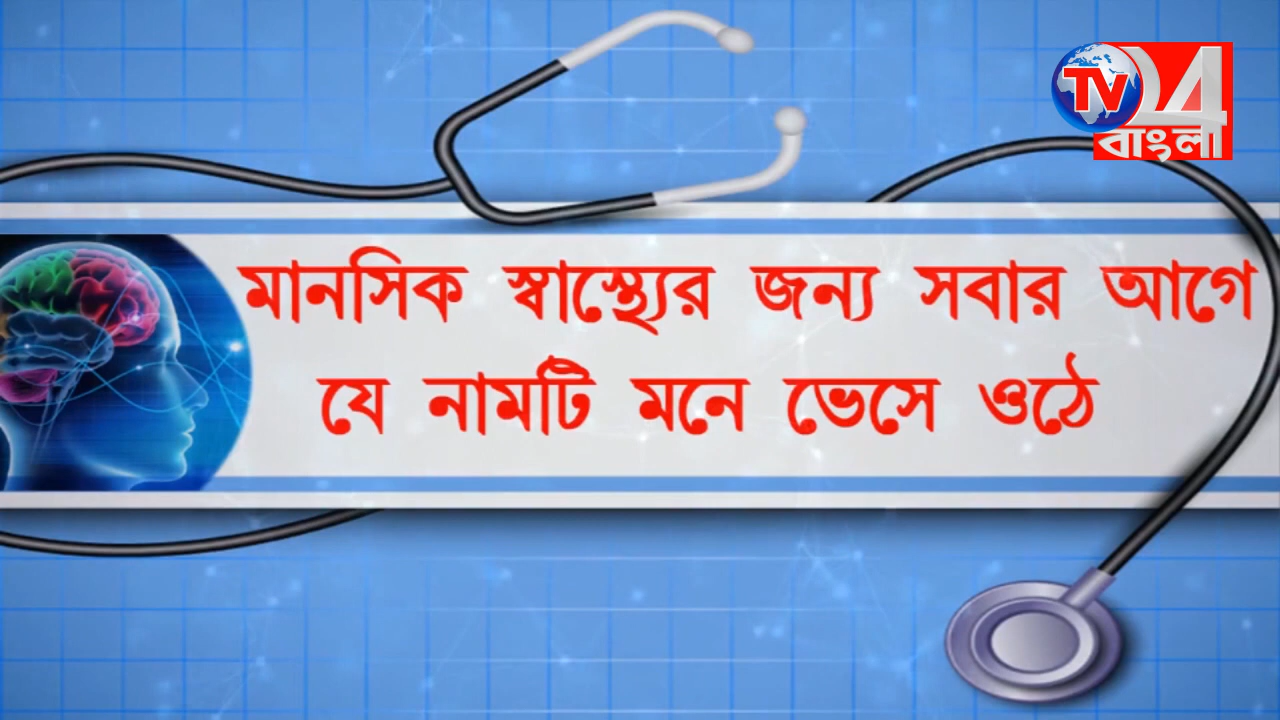 TV 24
বাংলা
মানসিক স্বাস্থ্যের জন্য সবার আগে
যে নামটি মনে ভেসে ওঠে